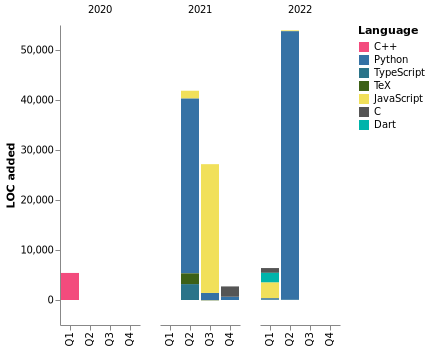 2020 2021 2022
Language
C++
Python
TypeScript
TeX
JavaScript
C
Dart
LOC added
50,000
40,000
30,000
20,000
10,000
0
Q1 Q2 Q3 Q4 Q1 Q2 Q3 Q4 Q1 Q2 Q3 Q4